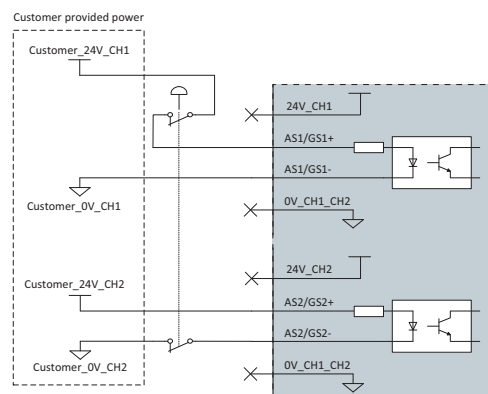 Customer provided power
Customer_24V_CH1
24V_CH1
AS1/GS1+
AS1/GS1-
Customer_0V_CH1
0V_CH1_CH2
24V_CH2
Customer_24V_CH2
AS2/GS2+
AS2/GS2-
Customer_0V_CH2
0V_CH1_CH2